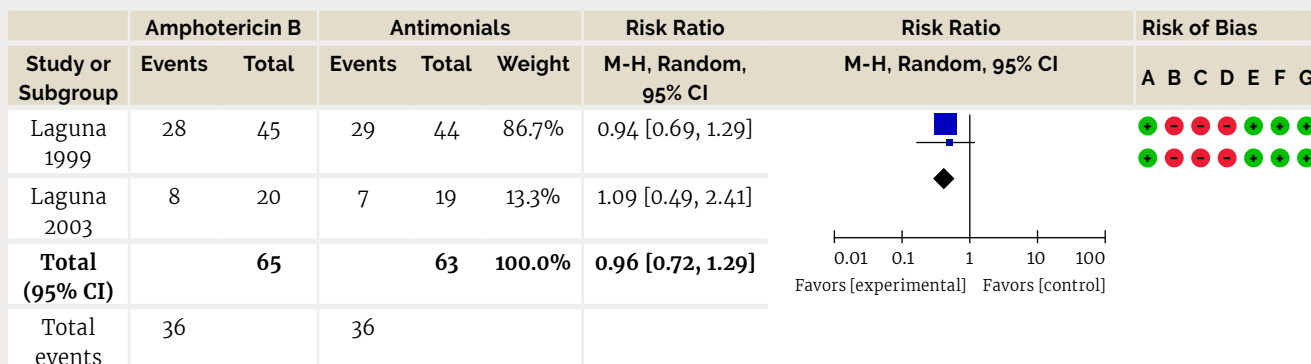 Amphotericin B Antimonials Risk Ratio Risk Ratio Risk of Bias
Study or Events Total Events Total Weight M-H, Random, M-H, Random, 95% CI A B C D E F G
Subgroup 95% CI
Laguna 28 45 29 44 86.7% 0.94 [0.69, 1.29]
1999
Laguna 8 20 7 19 13.3% 1.09 [0.49, 2.41]
2003
Total 65 63 100.0% 0.96 [0.72, 1.29]
(95% CI)
Total 36 36
events
+ - - - + + +
+ - - - + + +
0.01 0.1 1 10 100
Favors [experimental] Favors [control]